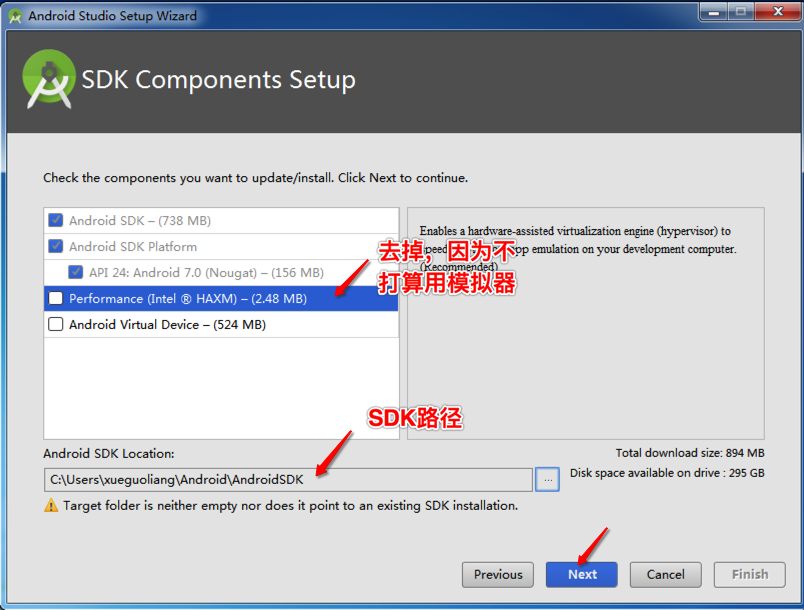 Android Studio Setup Wizard
SDK Components Setup
Check the components you want to update/install. Click Next to continue.
Android SDK – (738 MB)
Android SDK Platform
API 24: Android 7.0 (Nougat) – (156 MB)
Performance (Intel ® HAXM) – (2.48 MB)
Android Virtual Device – (524 MB)
Enables a hardware-assisted virtualization engine (hypervisor) to
app emulation on your development computer.
(Recommended)
去掉，因为不
打算用模拟器
SDK路径
Android SDK Location:
C:\Users\xueguoliang\Android\AndroidSDK
...
Total download size: 894 MB
Disk space available on drive : 295 GB
Target folder is neither empty nor does it point to an existing SDK installation.
Previous
Next
Cancel
Finish